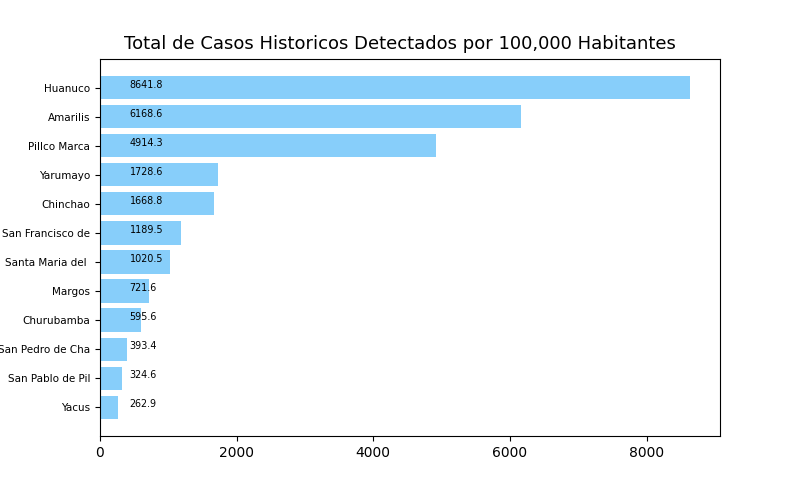 Total de Casos Historicos Detectados por 100,000 Habitantes
Huanuco 8641.8
Amarilis 6168.6
Pillco Marca 4914.3
Yarumayo 1728.6
Chinchao 1668.8
San Francisco de 1189.5
Santa Maria del 1020.5
Margos 721.6
Churubamba 595.6
San Pedro de Cha 393.4
San Pablo de Pil 324.6
Yacus 262.9
0 2000 4000 6000 8000